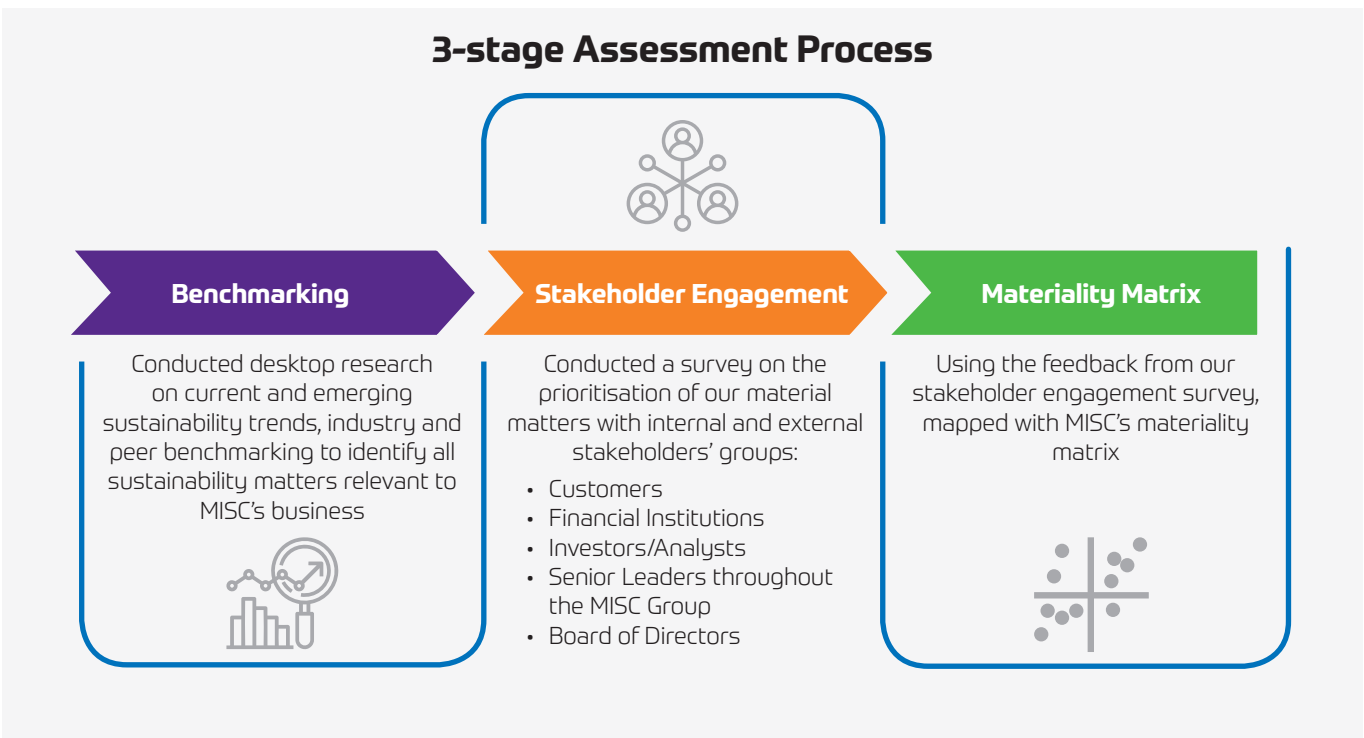 3-stage Assessment Process
Benchmarking
Conducted desktop research
on current and emerging
sustainability trends, industry and
peer benchmarking to identify all
sustainability matters relevant to
MISC's business
Stakeholder Engagement
Conducted a survey on the
prioritisation of our material
matters with internal and external
stakeholders' groups:
• Customers
• Financial Institutions
• Investors/Analysts
• Senior Leaders throughout
the MISC Group
• Board of Directors
Materiality Matrix
Using the feedback from our
stakeholder engagement survey,
mapped with MISC's materiality
matrix